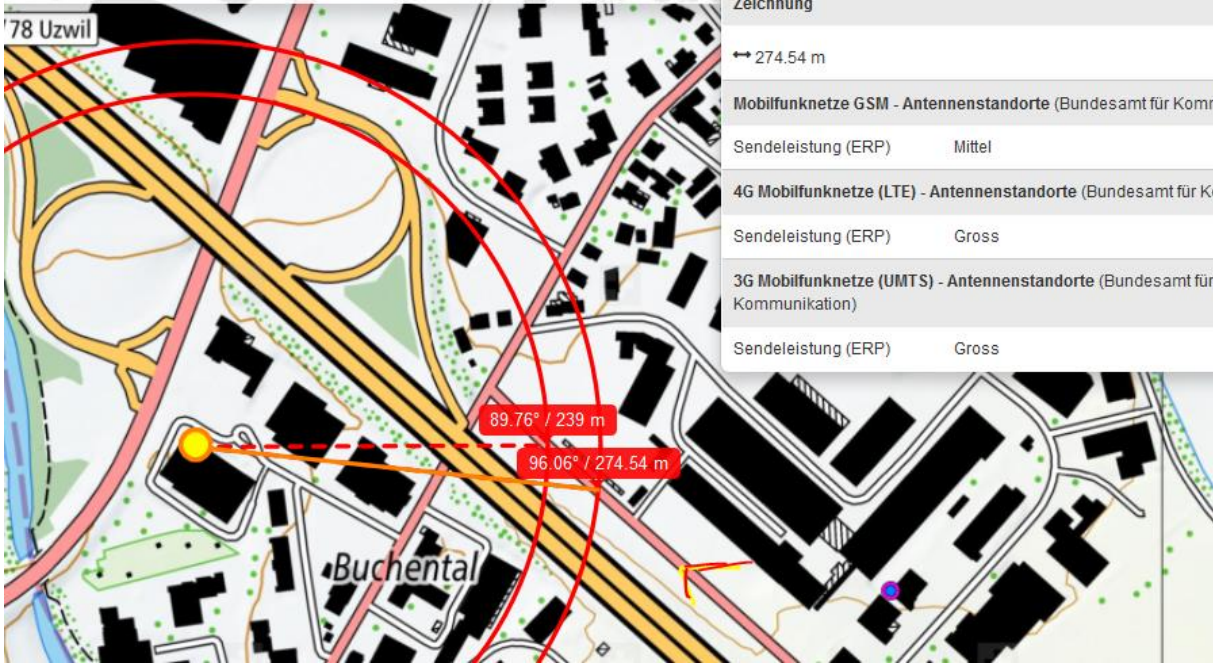 78 Uzwil
Zeichnung
↔ 274.54 m
Mobilfunknetze GSM - Antennenstandorte (Bundesamt für
Sendeleistung (ERP) Mittel
4G Mobilfunknetze (LTE) - Antennenstandorte (Bundesamt für
Sendeleistung (ERP) Gross
3G Mobilfunknetze (UMTS) - Antennenstandorte (Bundesamt für
Kommunikation)
Sendeleistung (ERP) Gross
89.76° / 239 m
96.06° / 274.54 m
Buchental